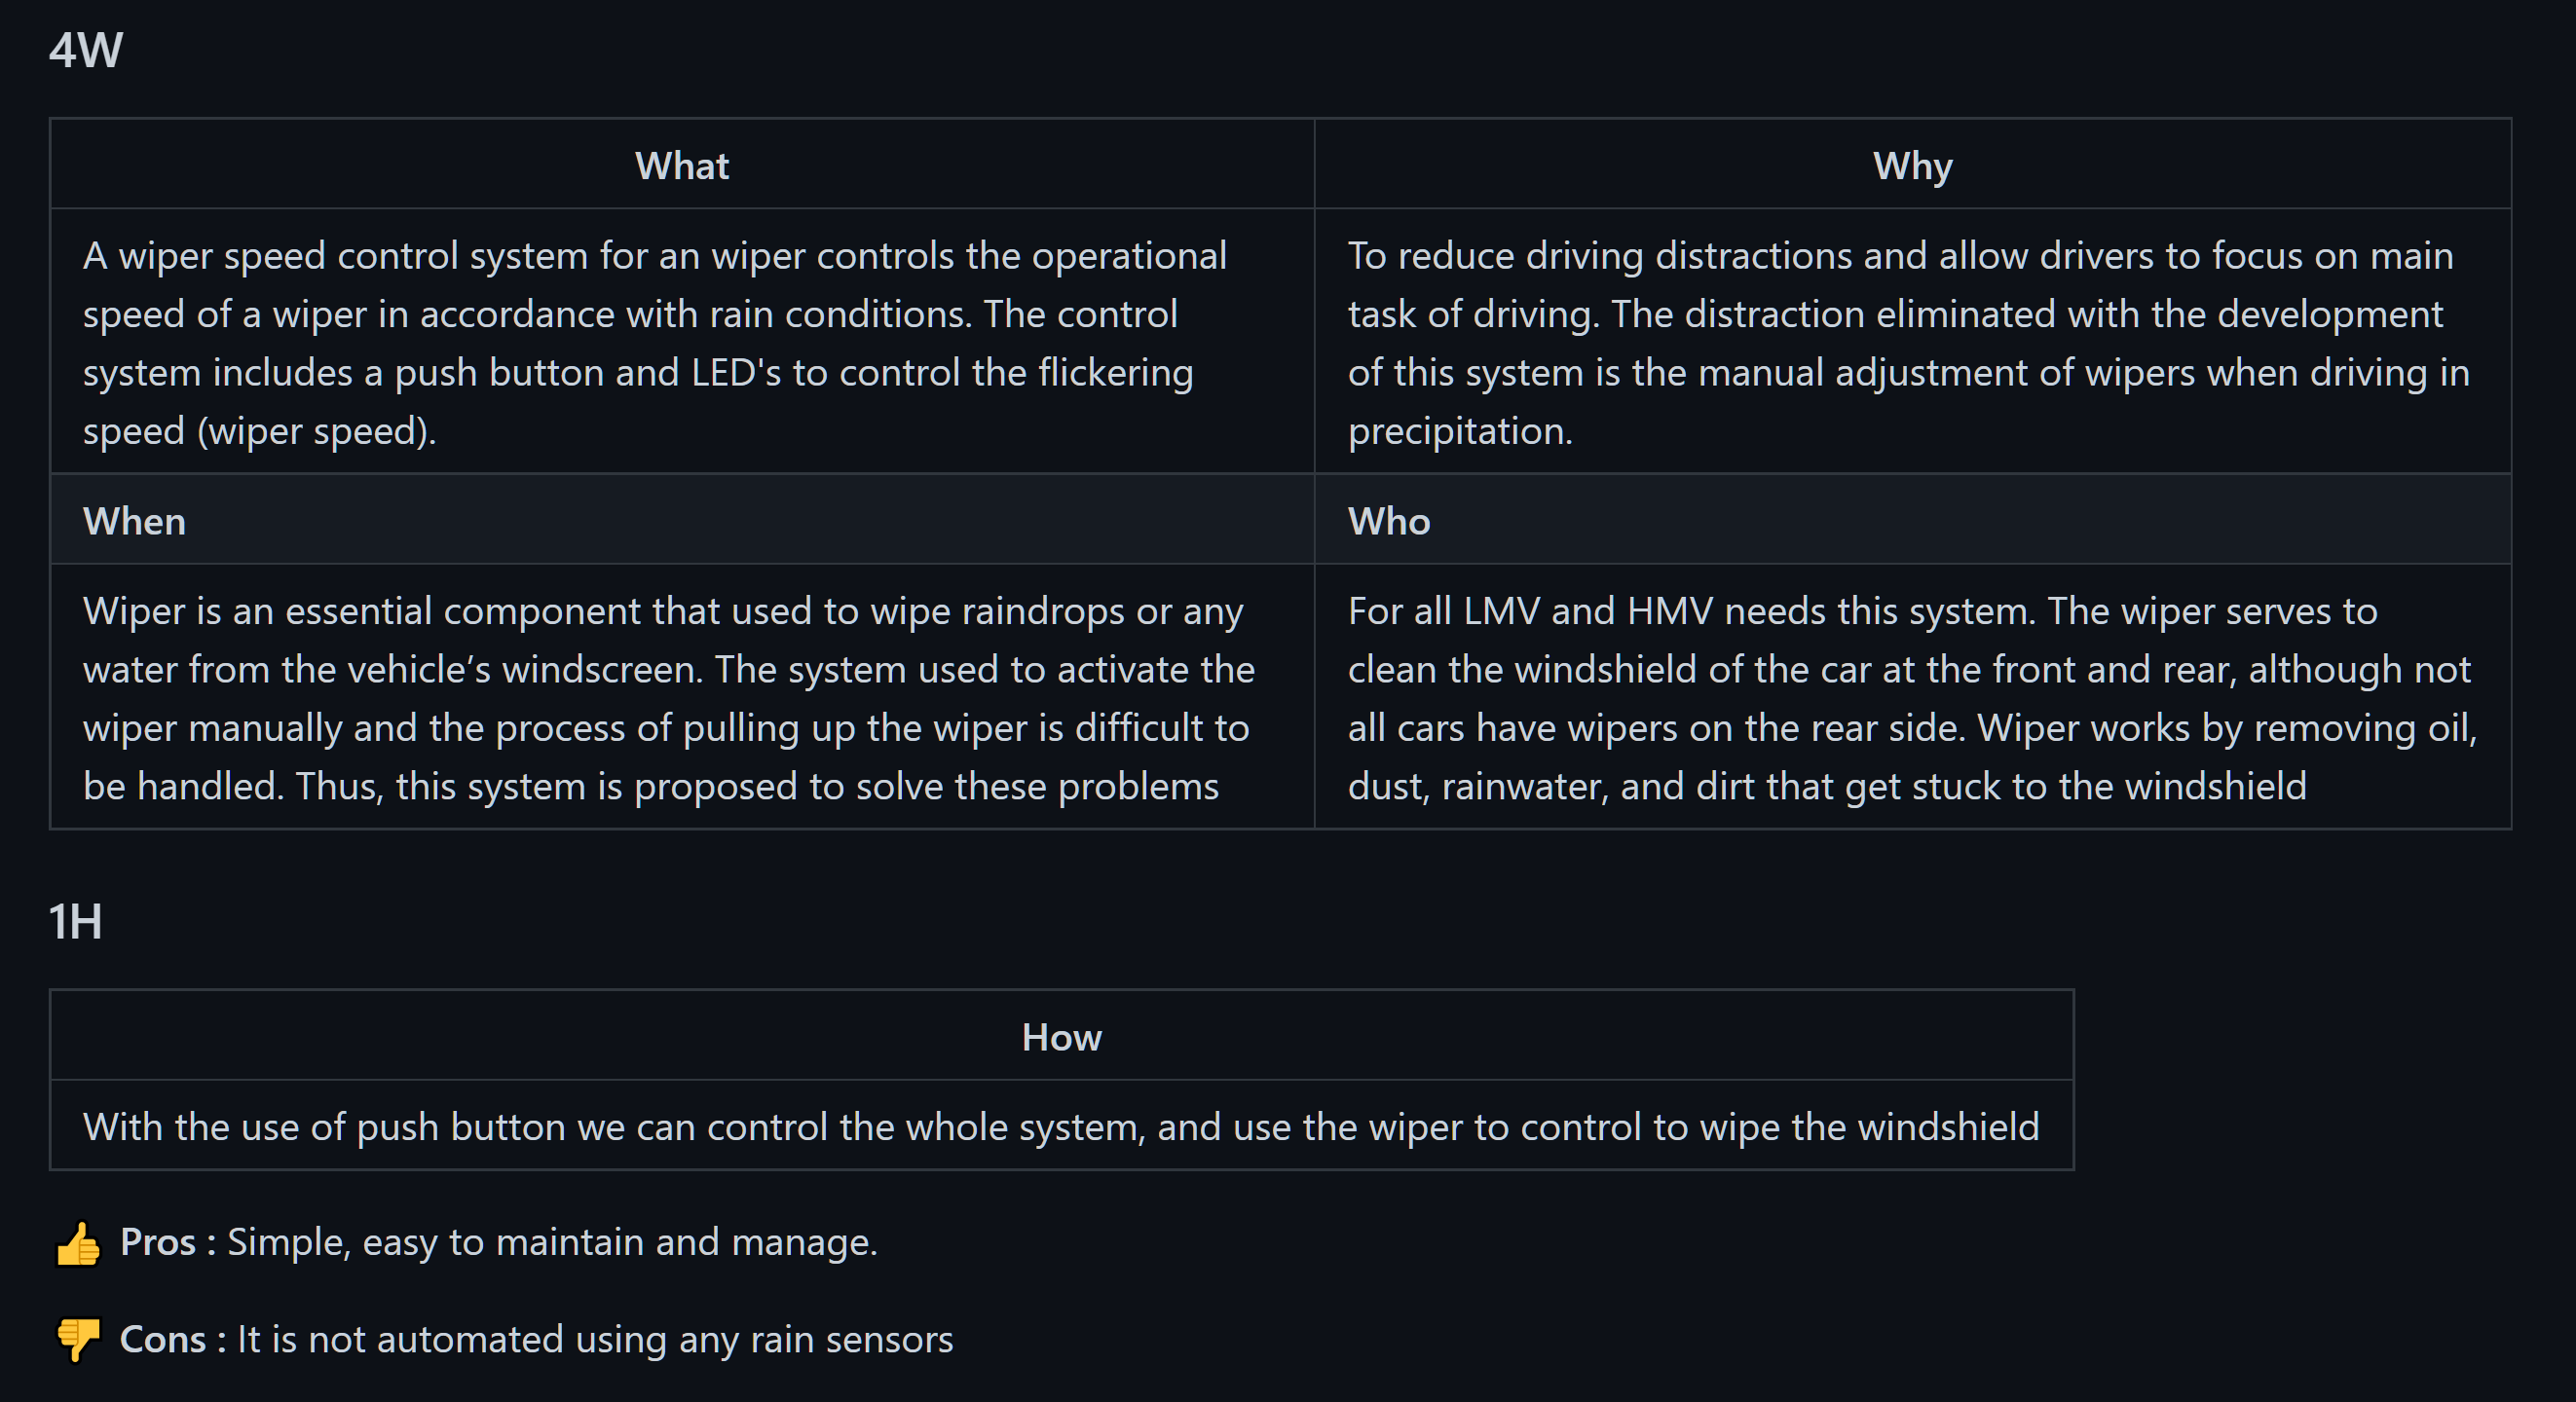 4W
What
Why
A wiper speed control system for an wiper controls the operational
speed of a wiper in accordance with rain conditions. The control
system includes a push button and LED's to control the flickering
speed (wiper speed).
To reduce driving distractions and allow drivers to focus on main
task of driving. The distraction eliminated with the development
of this system is the manual adjustment of wipers when driving in
precipitation.
When
Who
Wiper is an essential component that used to wipe raindrops or any
water from the vehicle’s windscreen. The system used to activate the
wiper manually and the process of pulling up the wiper is difficult to
be handled. Thus, this system is proposed to solve these problems
For all LMV and HMV needs this system. The wiper serves to
clean the windshield of the car at the front and rear, although not
all cars have wipers on the rear side. Wiper works by removing oil,
dust, rainwater, and dirt that get stuck to the windshield
1H
How
With the use of push button we can control the whole system, and use the wiper to control to wipe the windshield
Pros : Simple, easy to maintain and manage.
Cons : It is not automated using any rain sensors